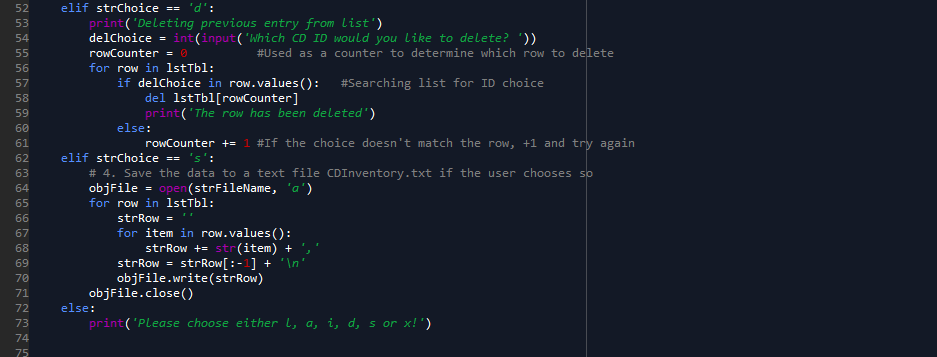 52 elif strChoice == 'd':
53 print('Deleting previous entry from list')
54 delChoice = int(input('Which CD ID would you like to delete? '))
55 rowCounter = 0 #Used as a counter to determine which row to delete
56 for row in lstTbl:
57 if delChoice in row.values(): #Searching list for ID choice
58 del lstTbl[rowCounter]
59 print('The row has been deleted')
60 else:
61 rowCounter += 1 #If the choice doesn't match the row, +1 and try again
62 elif strChoice == 's':
63 # 4. Save the data to a text file CDInventory.txt if the user chooses so
64 objFile = open(strFileName, 'a')
65 for row in lstTbl:
66 strRow = ''
67 for item in row.values():
68 strRow += str(item) + ','
69 strRow = strRow[:-1] + '\n'
70 objFile.write(strRow)
71 objFile.close()
72 else:
73 print('Please choose either l, a, i, d, s or x!')
74
75